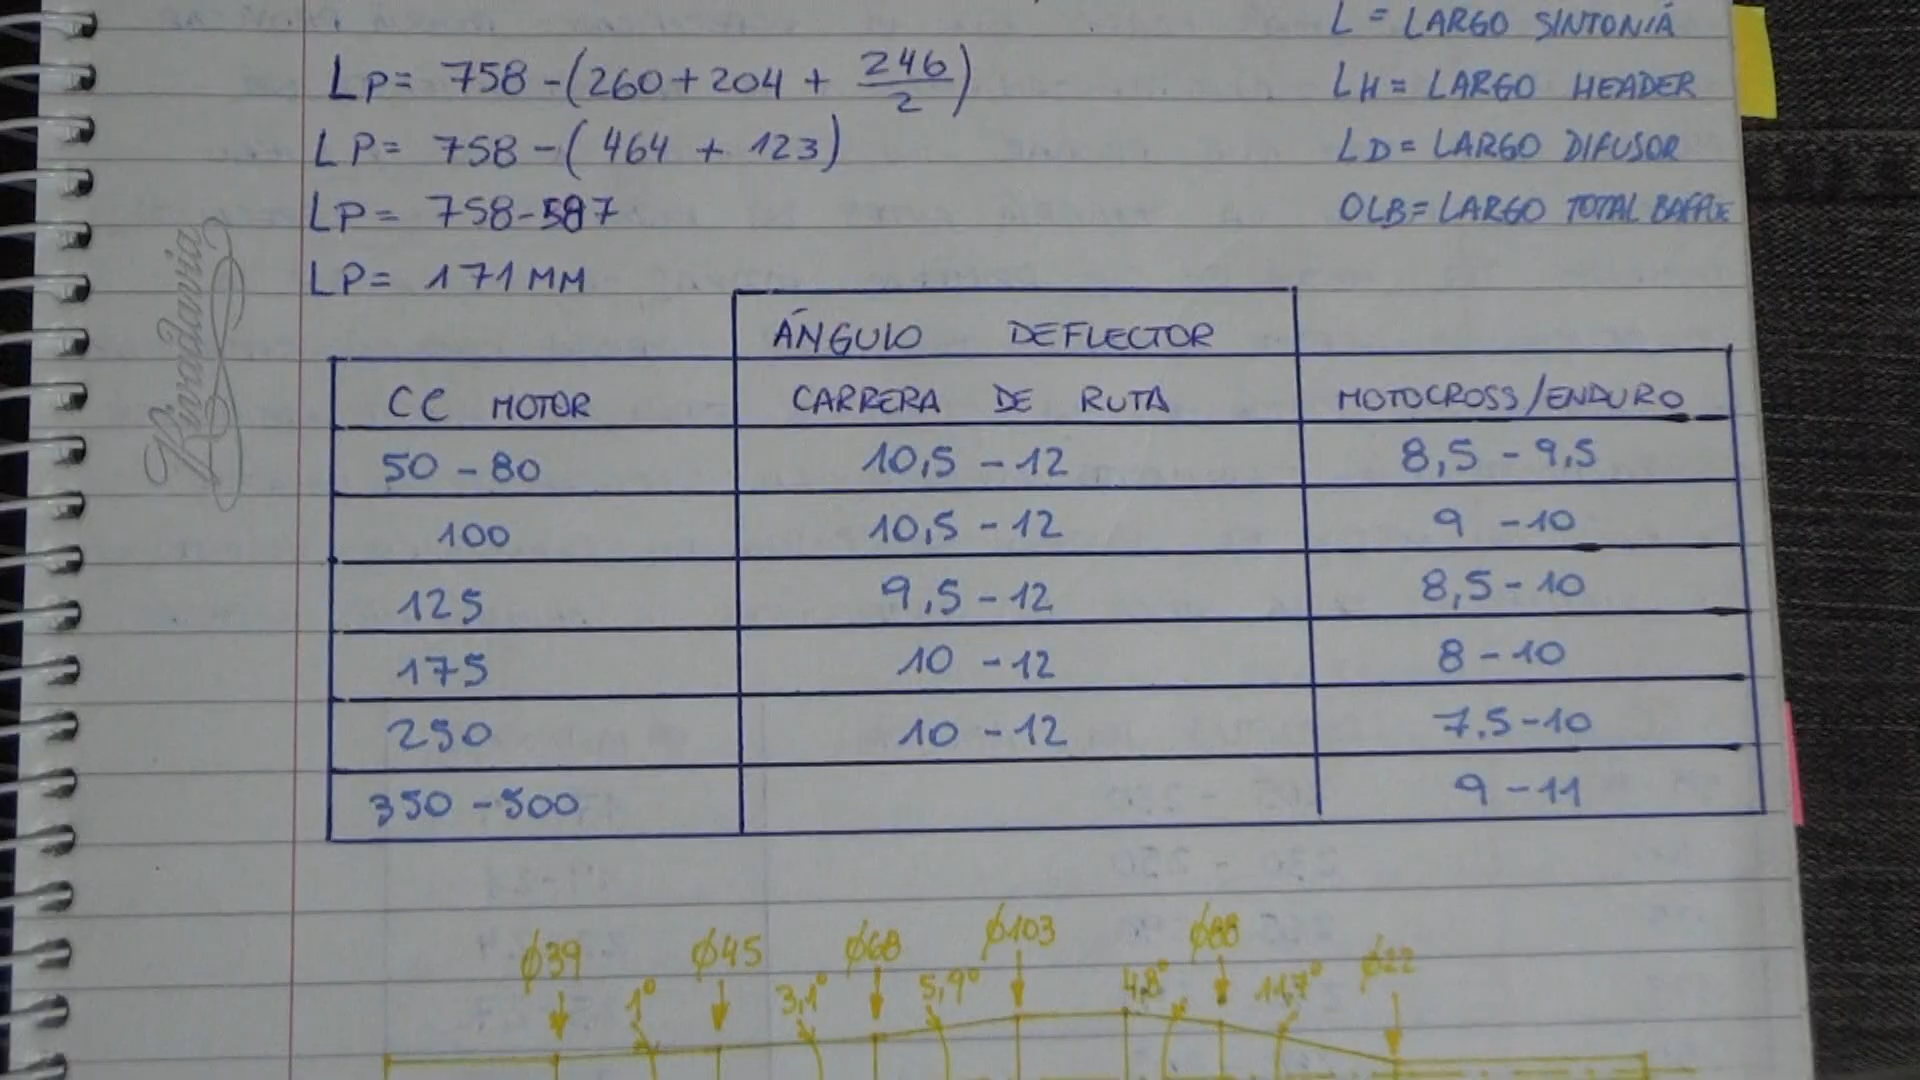 L = LARGO SINTONIÁ
LP= 758-(260+204+ 246/2)
LH = LARGO HEADER
LP= 758-( 464 + 123)
LD = LARGO DIFUSOR
LP= 758-587
OLB= LARGO TOTAL BAFFLE
LP= 171 MM
Rivadavia
ÁNGULO DEFLECTOR
CC MOTOR CARRERA DE RUTA MOTOCROSS/ENDURO
50 - 80 10,5 - 12 8,5 - 9,5
100 10,5 - 12 9 - 10
125 9,5 - 12 8,5 - 10
175 10 - 12 8 - 10
250 10 - 12 7,5 - 10
350 - 500 9 - 11
ϕ39 ϕ45 ϕ68 ϕ103 ϕ88 ϕ22
1° 3,1° 5,9° 4,8° 11,7°